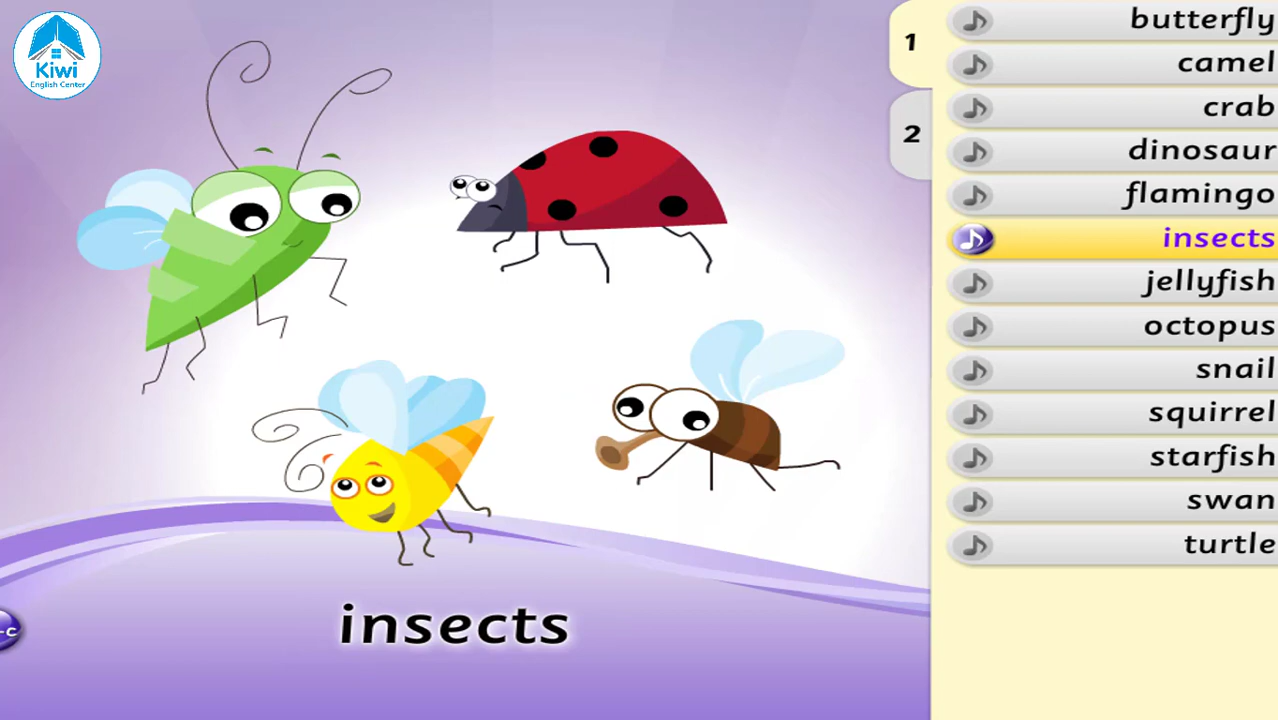 Kiwi
English Center
insects
-c
1
2
butterfly
camel
crab
dinosaur
flamingo
insects
jellyfish
octopus
snail
squirrel
starfish
swan
turtle